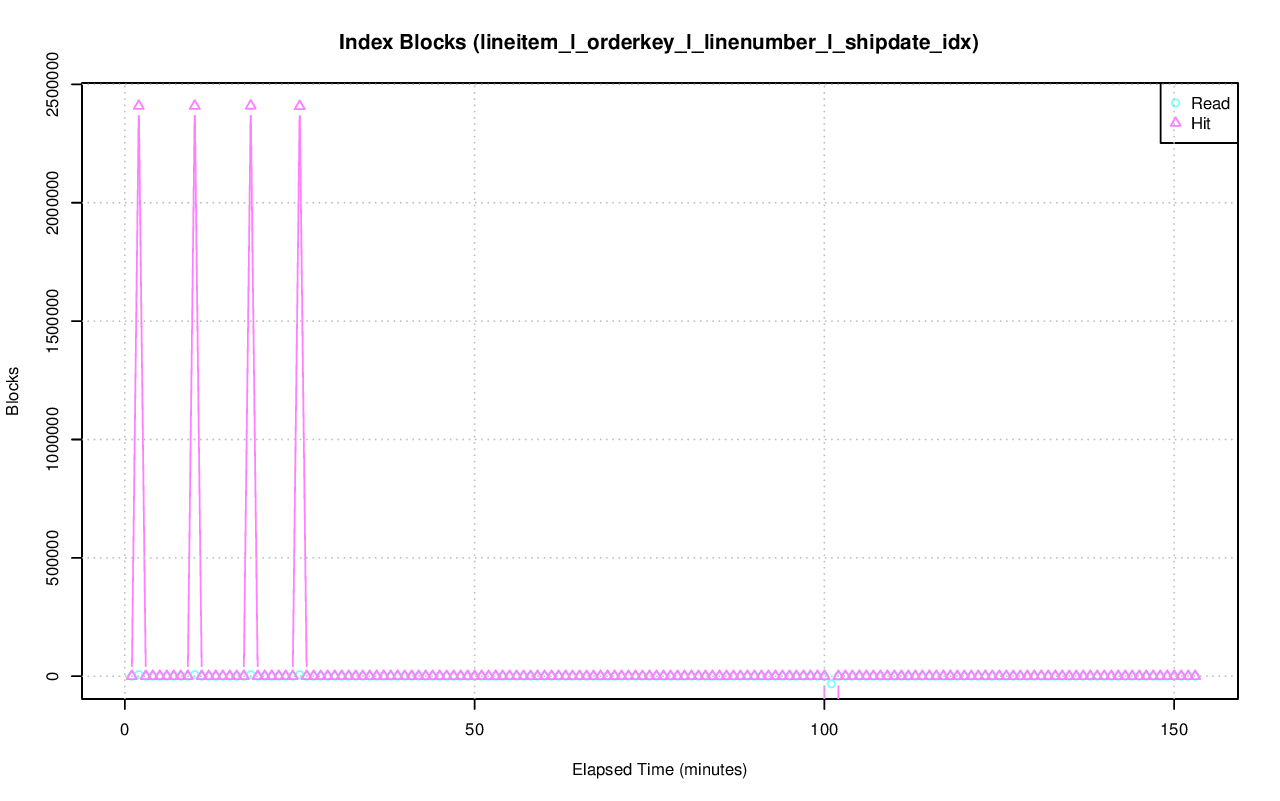 Index Blocks (lineitem_l_orderkey_l_linenumber_l_shipdate_idx)
Read
Hit
Blocks
2500000
2000000
1500000
1000000
500000
0
0 50 100 150
Elapsed Time (minutes)